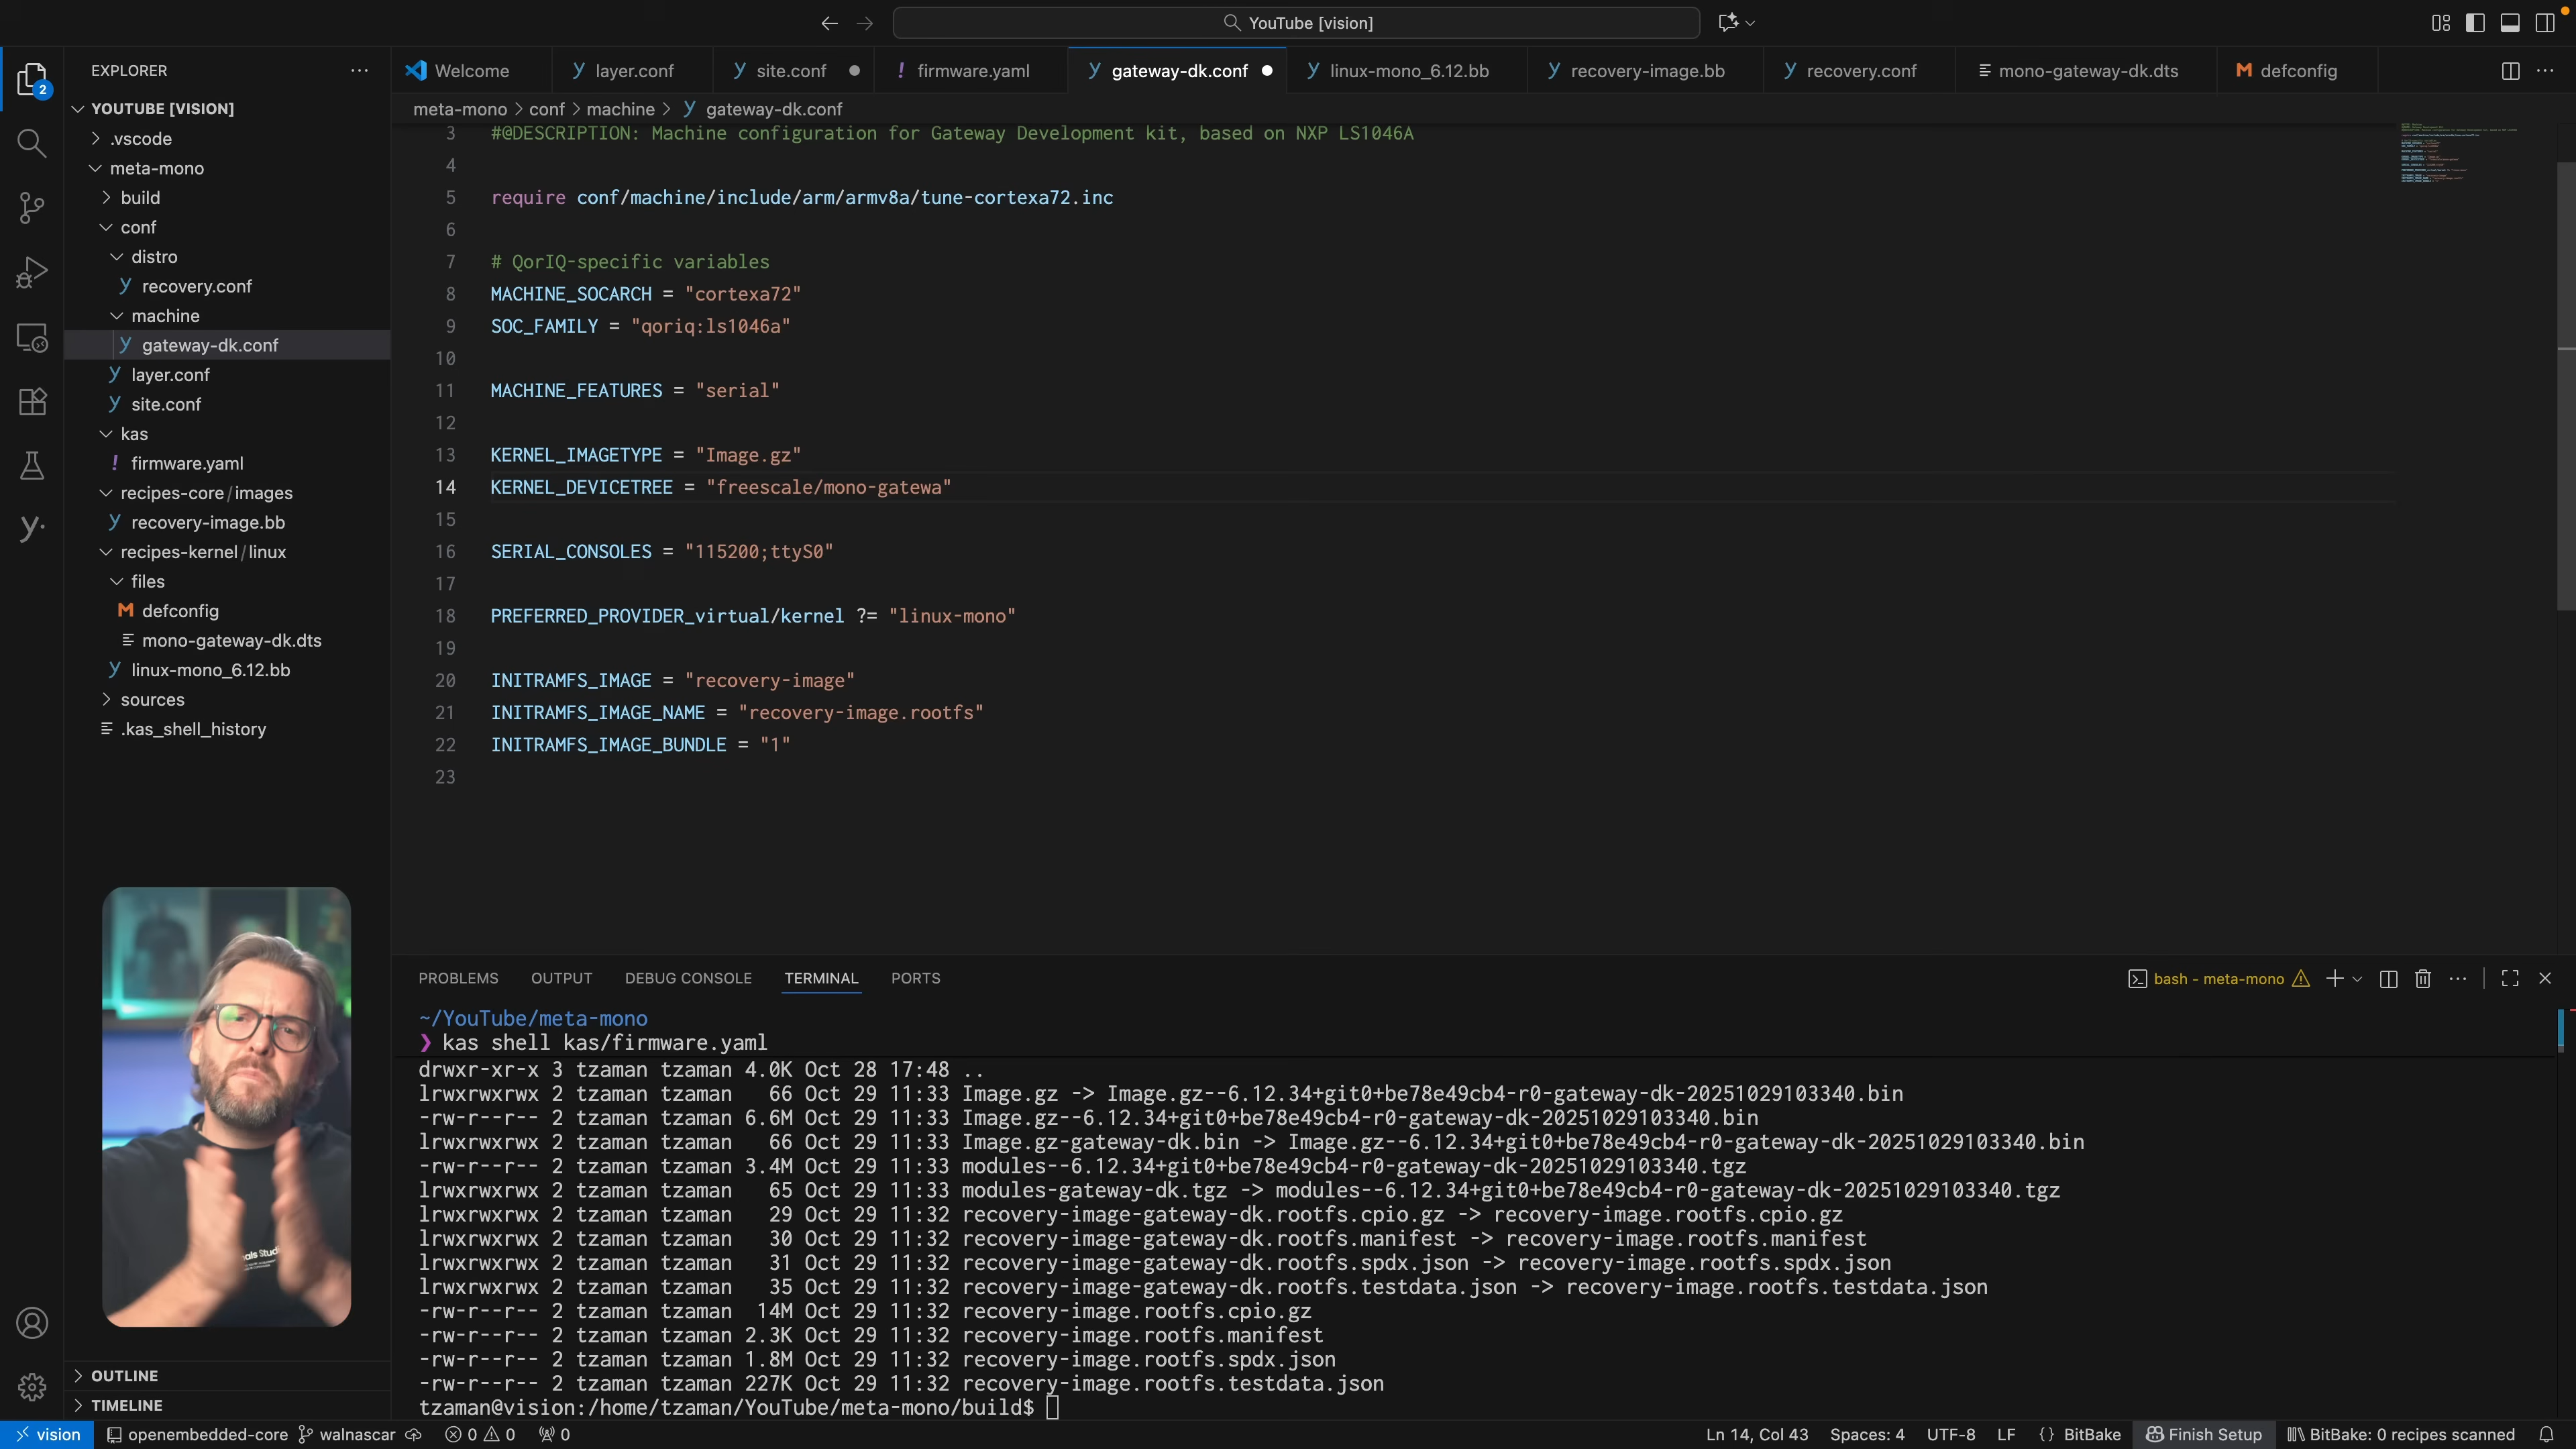 YouTube [vision]
EXPLORER
Welcome
layer.conf
site.conf
firmware.yaml
gateway-dk.conf
linux-mono_6.12.bb
recovery-image.bb
recovery.conf
mono-gateway-dk.dts
defconfig
meta-mono > conf > machine > gateway-dk.conf
2
YOUTUBE [VISION]
.vscode
meta-mono
build
conf
distro
recovery.conf
machine
gateway-dk.conf
layer.conf
site.conf
kas
firmware.yaml
recipes-core/images
recovery-image.bb
recipes-kernel/linux
files
defconfig
mono-gateway-dk.dts
linux-mono_6.12.bb
sources
.kas_shell_history
OUTLINE
TIMELINE
3 #@DESCRIPTION: Machine configuration for Gateway Development kit, based on NXP LS1046A
4
5 require conf/machine/include/arm/armv8a/tune-cortexa72.inc
6
7 # QorIQ-specific variables
8 MACHINE_SOCARCH = "cortexa72"
9 SOC_FAMILY = "qoriq:ls1046a"
10
11 MACHINE_FEATURES = "serial"
12
13 KERNEL_IMAGETYPE = "Image.gz"
14 KERNEL_DEVICETREE = "freescale/mono-gatewa"
15
16 SERIAL_CONSOLES = "115200;ttyS0"
17
18 PREFERRED_PROVIDER_virtual/kernel ?= "linux-mono"
19
20 INITRAMFS_IMAGE = "recovery-image"
21 INITRAMFS_IMAGE_NAME = "recovery-image.rootfs"
22 INITRAMFS_IMAGE_BUNDLE = "1"
23
PROBLEMS OUTPUT DEBUG CONSOLE TERMINAL PORTS
bash - meta-mono
~/YouTube/meta-mono
❯ kas shell kas/firmware.yaml
drwxr-xr-x 3 tzaman tzaman 4.0K Oct 28 17:48 ..
lrwxrwxrwx 2 tzaman tzaman 66 Oct 29 11:33 Image.gz -> Image.gz--6.12.34+git0+be78e49cb4-r0-gateway-dk-20251029103340.bin
-rw-r--r-- 2 tzaman tzaman 6.6M Oct 29 11:33 Image.gz--6.12.34+git0+be78e49cb4-r0-gateway-dk-20251029103340.bin
lrwxrwxrwx 2 tzaman tzaman 66 Oct 29 11:33 Image.gz-gateway-dk.bin -> Image.gz--6.12.34+git0+be78e49cb4-r0-gateway-dk-20251029103340.bin
-rw-r--r-- 2 tzaman tzaman 3.4M Oct 29 11:33 modules--6.12.34+git0+be78e49cb4-r0-gateway-dk-20251029103340.tgz
lrwxrwxrwx 2 tzaman tzaman 65 Oct 29 11:33 modules-gateway-dk.tgz -> modules--6.12.34+git0+be78e49cb4-r0-gateway-dk-20251029103340.tgz
lrwxrwxrwx 2 tzaman tzaman 29 Oct 29 11:32 recovery-image-gateway-dk.rootfs.cpio.gz -> recovery-image.rootfs.cpio.gz
lrwxrwxrwx 2 tzaman tzaman 30 Oct 29 11:32 recovery-image-gateway-dk.rootfs.manifest -> recovery-image.rootfs.manifest
lrwxrwxrwx 2 tzaman tzaman 31 Oct 29 11:32 recovery-image-gateway-dk.rootfs.spdx.json -> recovery-image.rootfs.spdx.json
lrwxrwxrwx 2 tzaman tzaman 35 Oct 29 11:32 recovery-image-gateway-dk.rootfs.testdata.json -> recovery-image.rootfs.testdata.json
-rw-r--r-- 2 tzaman tzaman 14M Oct 29 11:32 recovery-image.rootfs.cpio.gz
-rw-r--r-- 2 tzaman tzaman 2.3K Oct 29 11:32 recovery-image.rootfs.manifest
-rw-r--r-- 2 tzaman tzaman 1.8M Oct 29 11:32 recovery-image.rootfs.spdx.json
-rw-r--r-- 2 tzaman tzaman 227K Oct 29 11:32 recovery-image.rootfs.testdata.json
tzaman@vision:/home/tzaman/YouTube/meta-mono/build$
vision openembedded-core walnascar 0 0 0 Ln 14, Col 43 Spaces: 4 UTF-8 LF {} BitBake Finish Setup BitBake: 0 recipes scanned